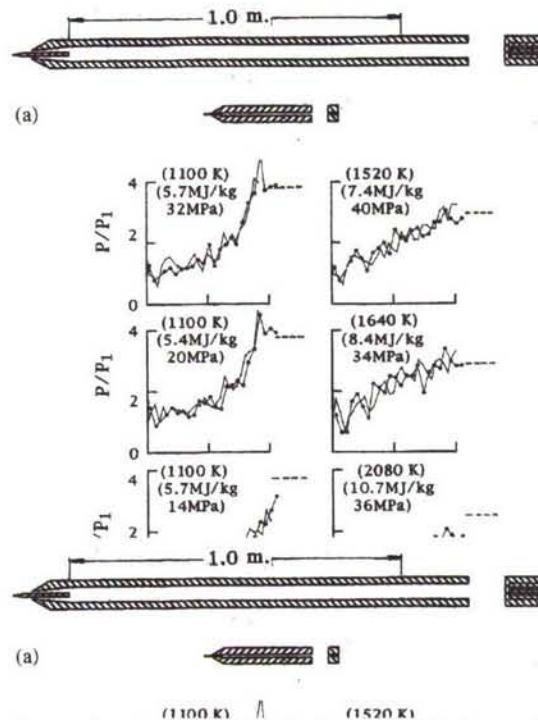 1.0 m.
(a)
(1100 K)
(5.7MJ/kg
32MPa)
(1520 K)
(7.4MJ/kg
40MPa)
4
2
0
P/P1
(1100 K)
(5.4MJ/kg
20MPa)
(1640 K)
(8.4MJ/kg
34MPa)
4
2
0
P/P1
(1100 K)
(5.7MJ/kg
14MPa)
(2080 K)
(10.7MJ/kg
36MPa)
4
2
/P1
1.0 m.
(a)
(1100 K)
(1520 K)